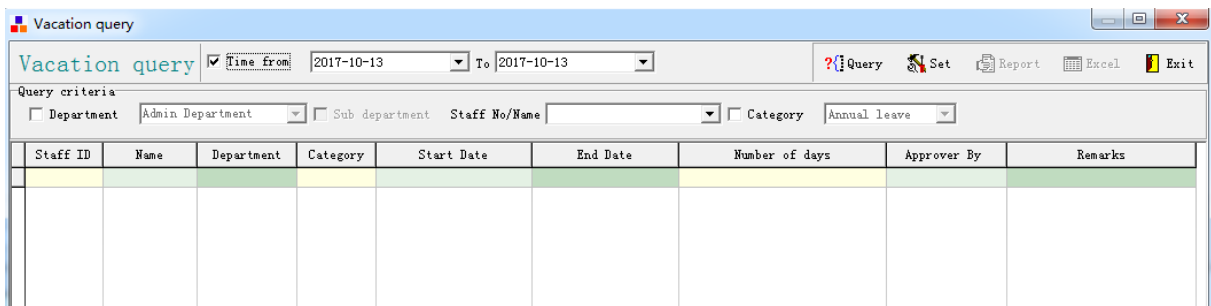 Vacation query
Vacation query Time from 2017-10-13 To 2017-10-13 Query Set Report Excel Exit
Query criteria
Department Admin Department Sub department Staff No/Name Category Annual leave
Staff ID Name Department Category Start Date End Date Number of days Approver By Remarks